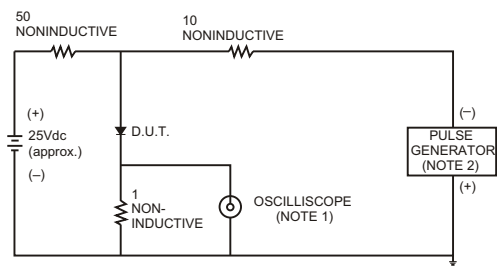 50
NONINDUCTIVE
10
NONINDUCTIVE
(+)
25Vdc
(approx.)
(–)
D.U.T.
1
NON-
INDUCTIVE
OSCILLISCOPE
(NOTE 1)
(–)
PULSE
GENERATOR
(NOTE 2)
(+)